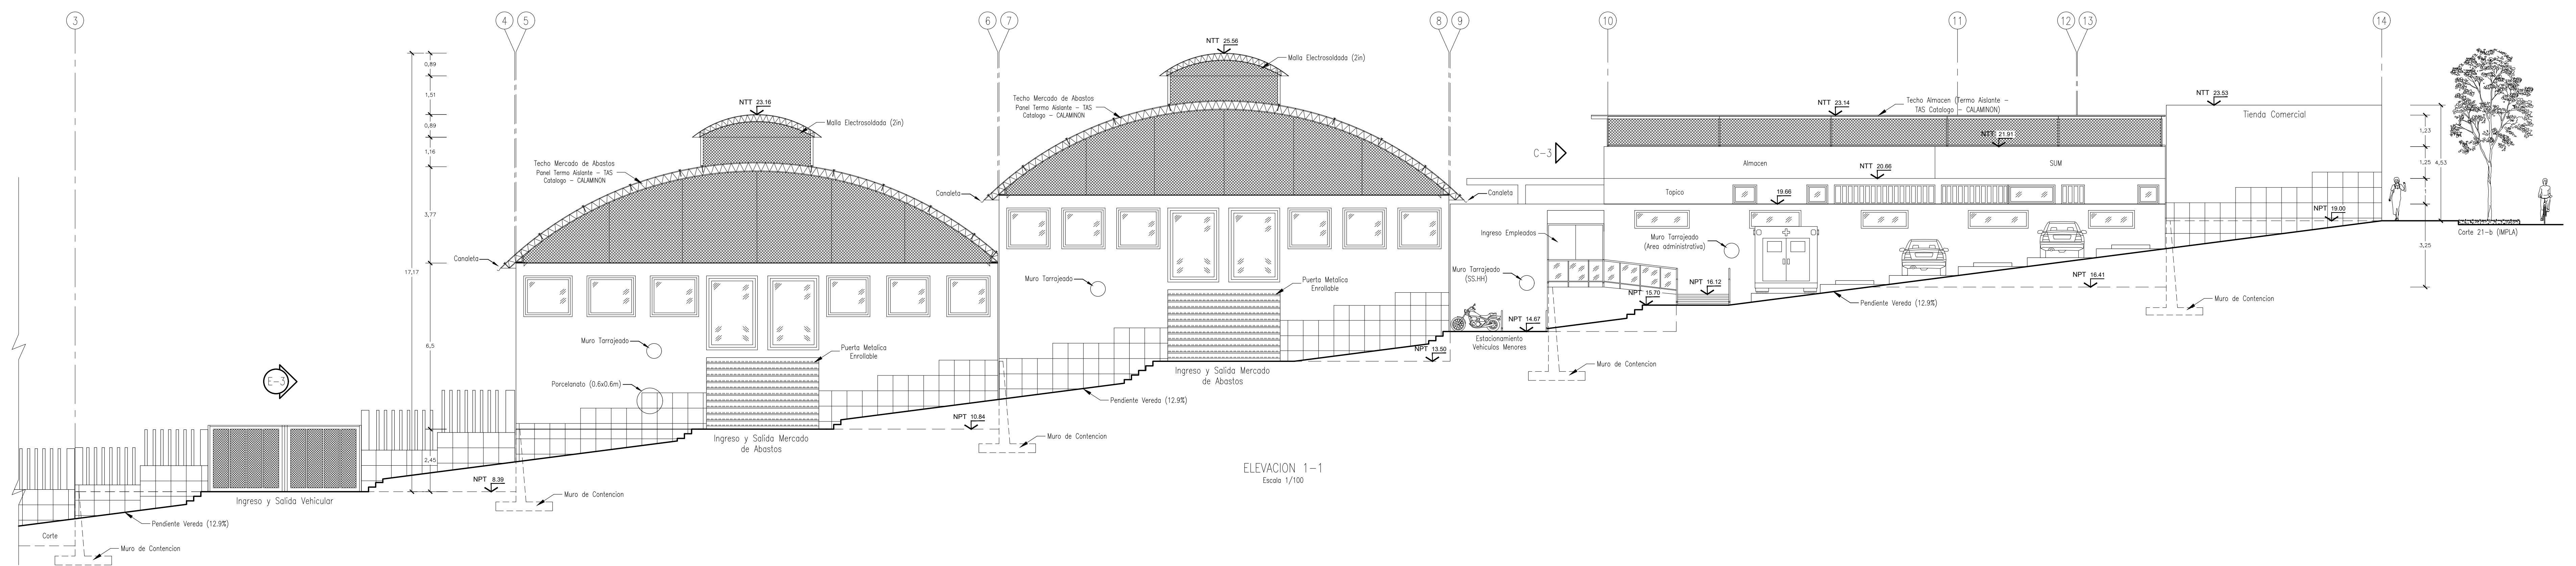 3
4
5
6
7
8
9
10
11
12
13
14
0,89
1,51
0,89
1,16
3,77
17,17
6,5
2,45
NTT 23.16
Malla Electrosoldada (2in)
Techo Mercado de Abastos
Panel Termo Aislante - TAS
Catalogo - CALAMINON
Canaleta
Muro Tarrajeado
Puerta Metalica
Enrollable
Porcelanato (0.6x0.6m)
E-3
Ingreso y Salida Mercado
de Abastos
NPT 10.84
NPT 8.39
Ingreso y Salida Vehicular
Pendiente Vereda (12.9%)
Corte
Muro de Contencion
Muro de Contencion
NTT 25.56
Malla Electrosoldada (2in)
Techo Mercado de Abastos
Panel Termo Aislante - TAS
Catalogo - CALAMINON
Canaleta
Canaleta
Muro Tarrajeado
Puerta Metalica
Enrollable
NPT 13.50
Ingreso y Salida Mercado
de Abastos
Pendiente Vereda (12.9%)
Muro de Contencion
ELEVACION 1-1
Escala 1/100
C-3
NTT 23.14
Techo Almacen (Termo Aislante -
TAS Catalogo - CALAMINON)
NTT 23.53
Tienda Comercial
NTT 21.91
Almacen
SUM
NTT 20.66
Topico
19.66
Ingreso Empleados
Muro Tarrajeado
(Area administrativa)
Muro Tarrajeado
(SS.HH)
NPT 16.12
NPT 15.70
NPT 14.67
Estacionamiento
Vehiculos Menores
NPT 16.41
Pendiente Vereda (12.9%)
Muro de Contencion
Muro de Contencion
NPT 19.00
1,23
1,25
4,53
1
3,25
Corte 21-b (IMPLA)